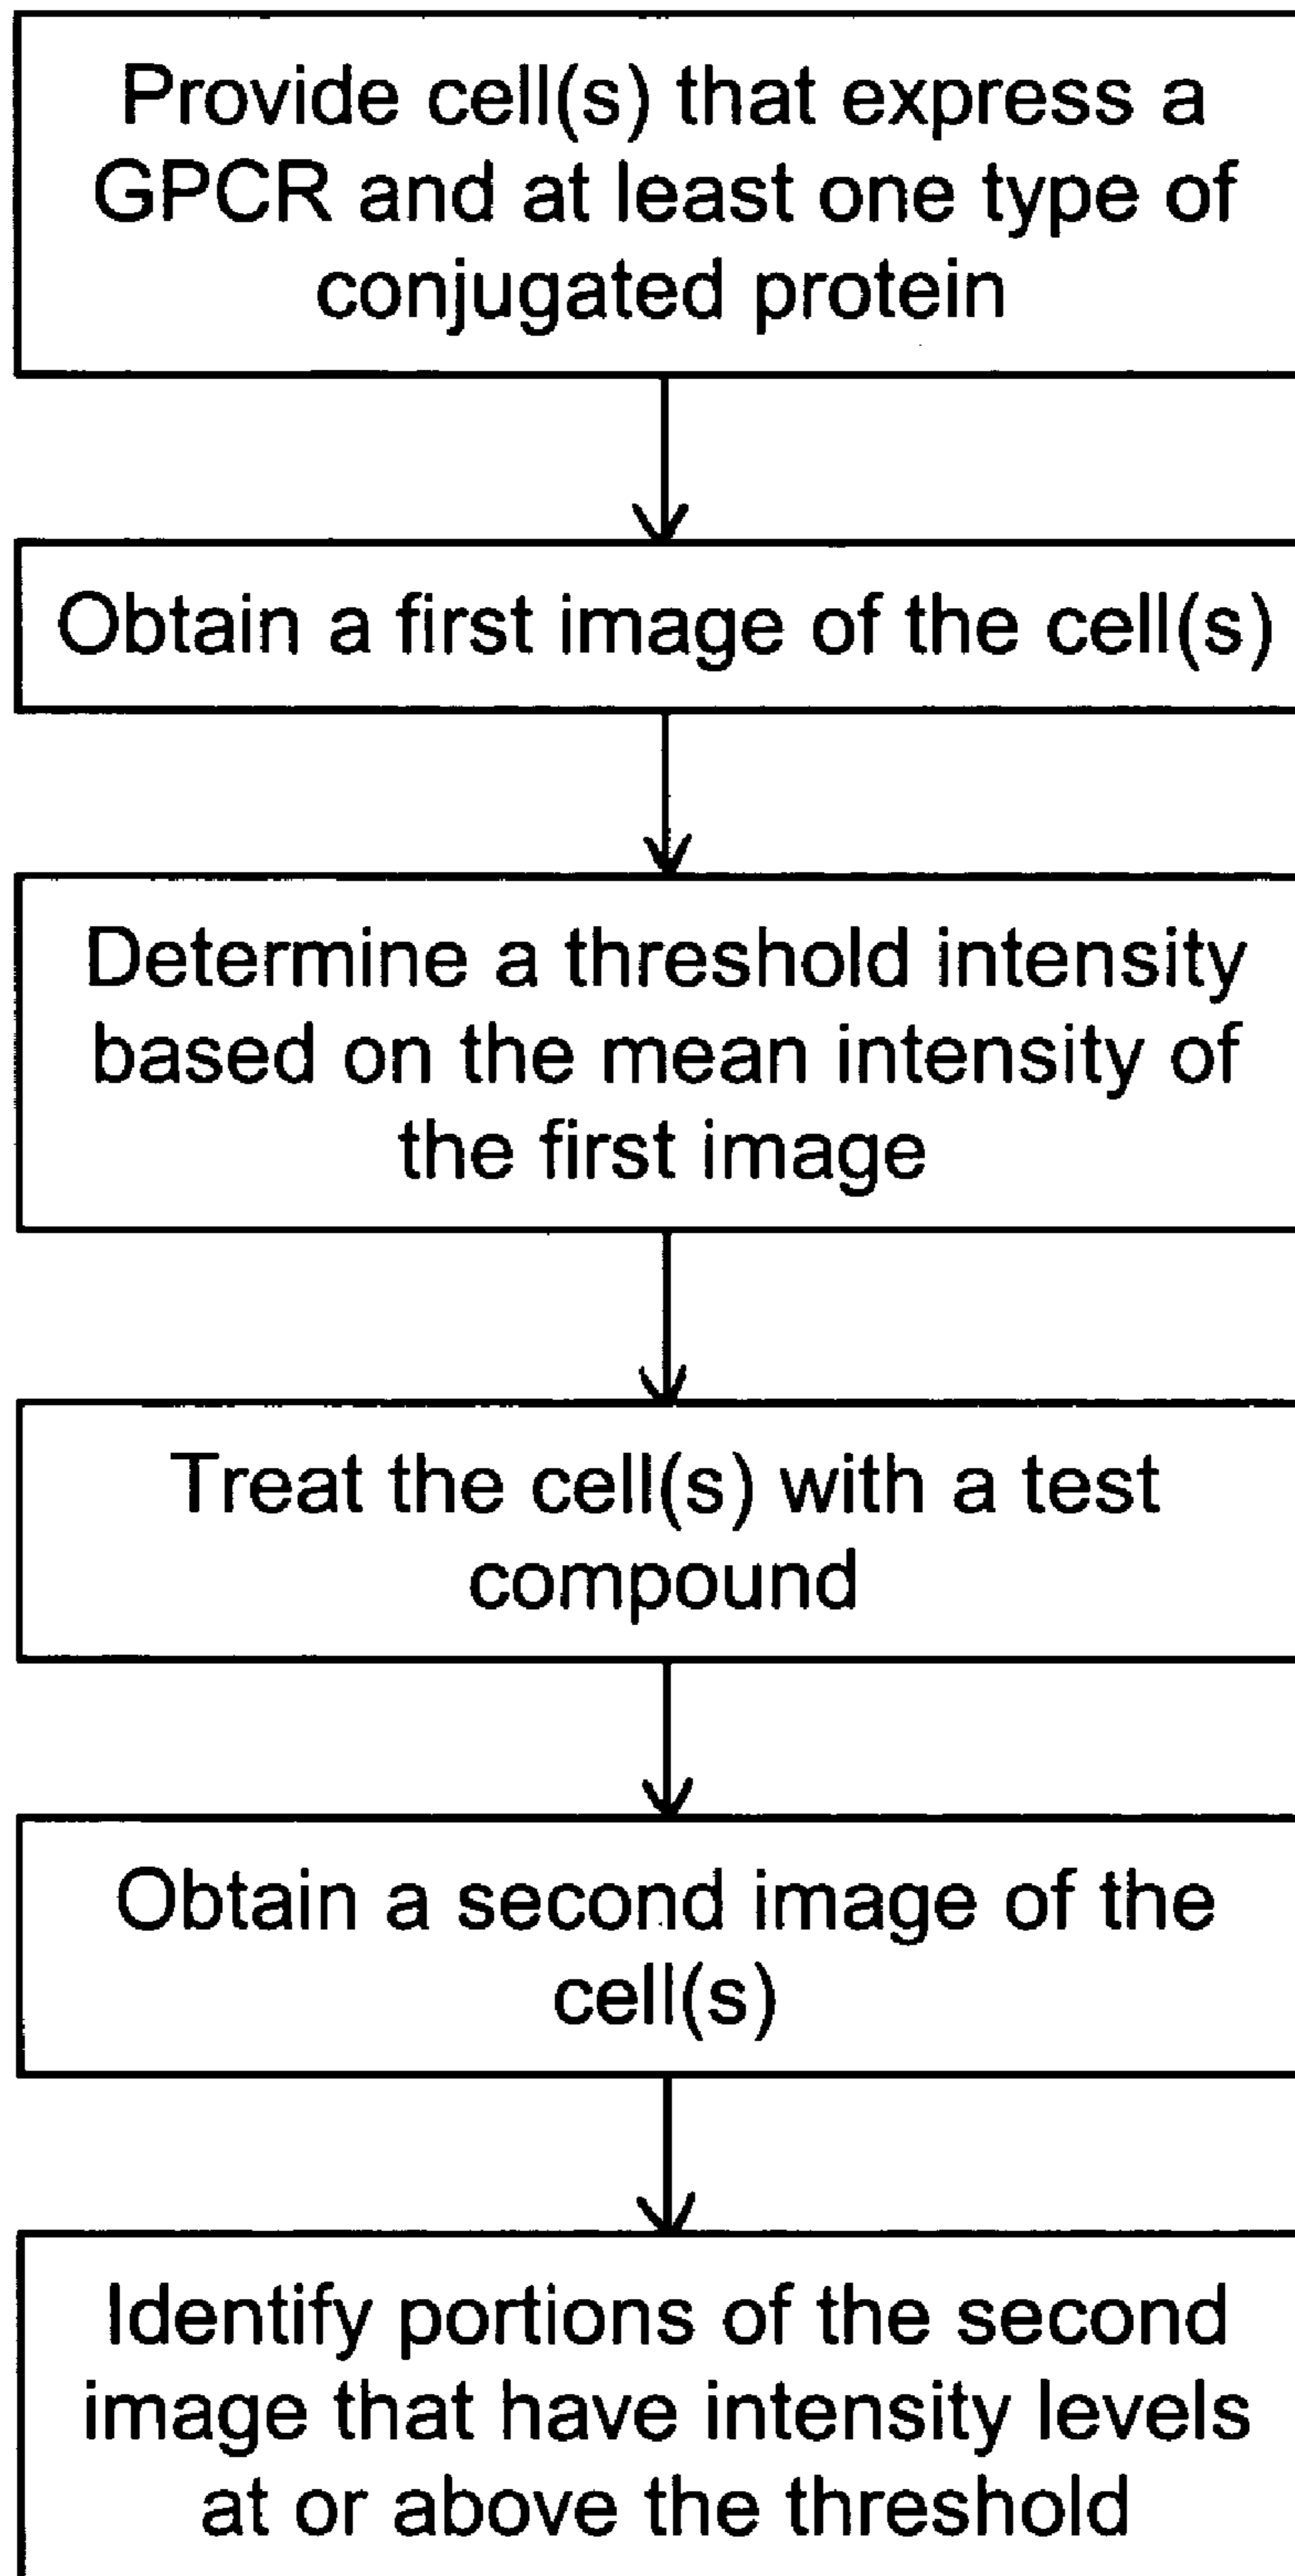 Provide cell(s) that express a
GPCR and at least one type of
conjugated protein
Obtain a first image of the cell(s)
Determine a threshold intensity
based on the mean intensity of
the first image
Treat the cell(s) with a test
compound
Obtain a second image of the
cell(s)
Identify portions of the second
image that have intensity levels
at or above the threshold